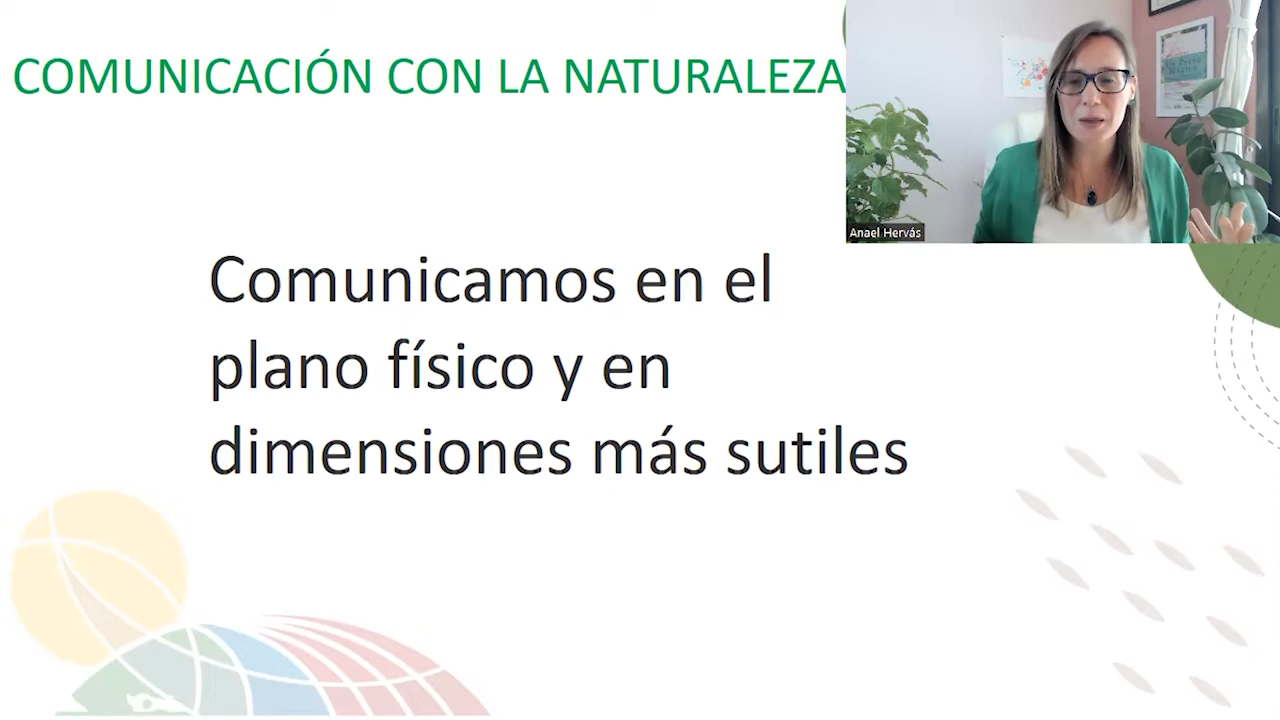 COMUNICACIÓN CON LA NATURALEZA
Anael Hervás
Comunicamos en el
plano físico y en
dimensiones más sutiles